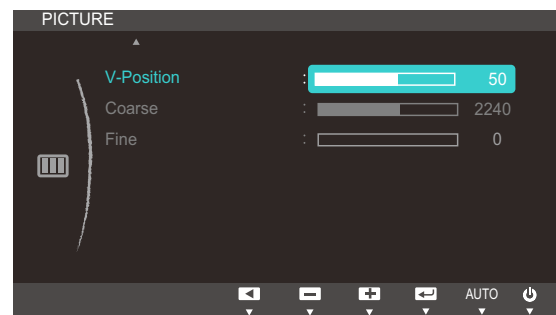 PICTURE
V-Position : 50
Coarse : 2240
Fine : 0
AUTO